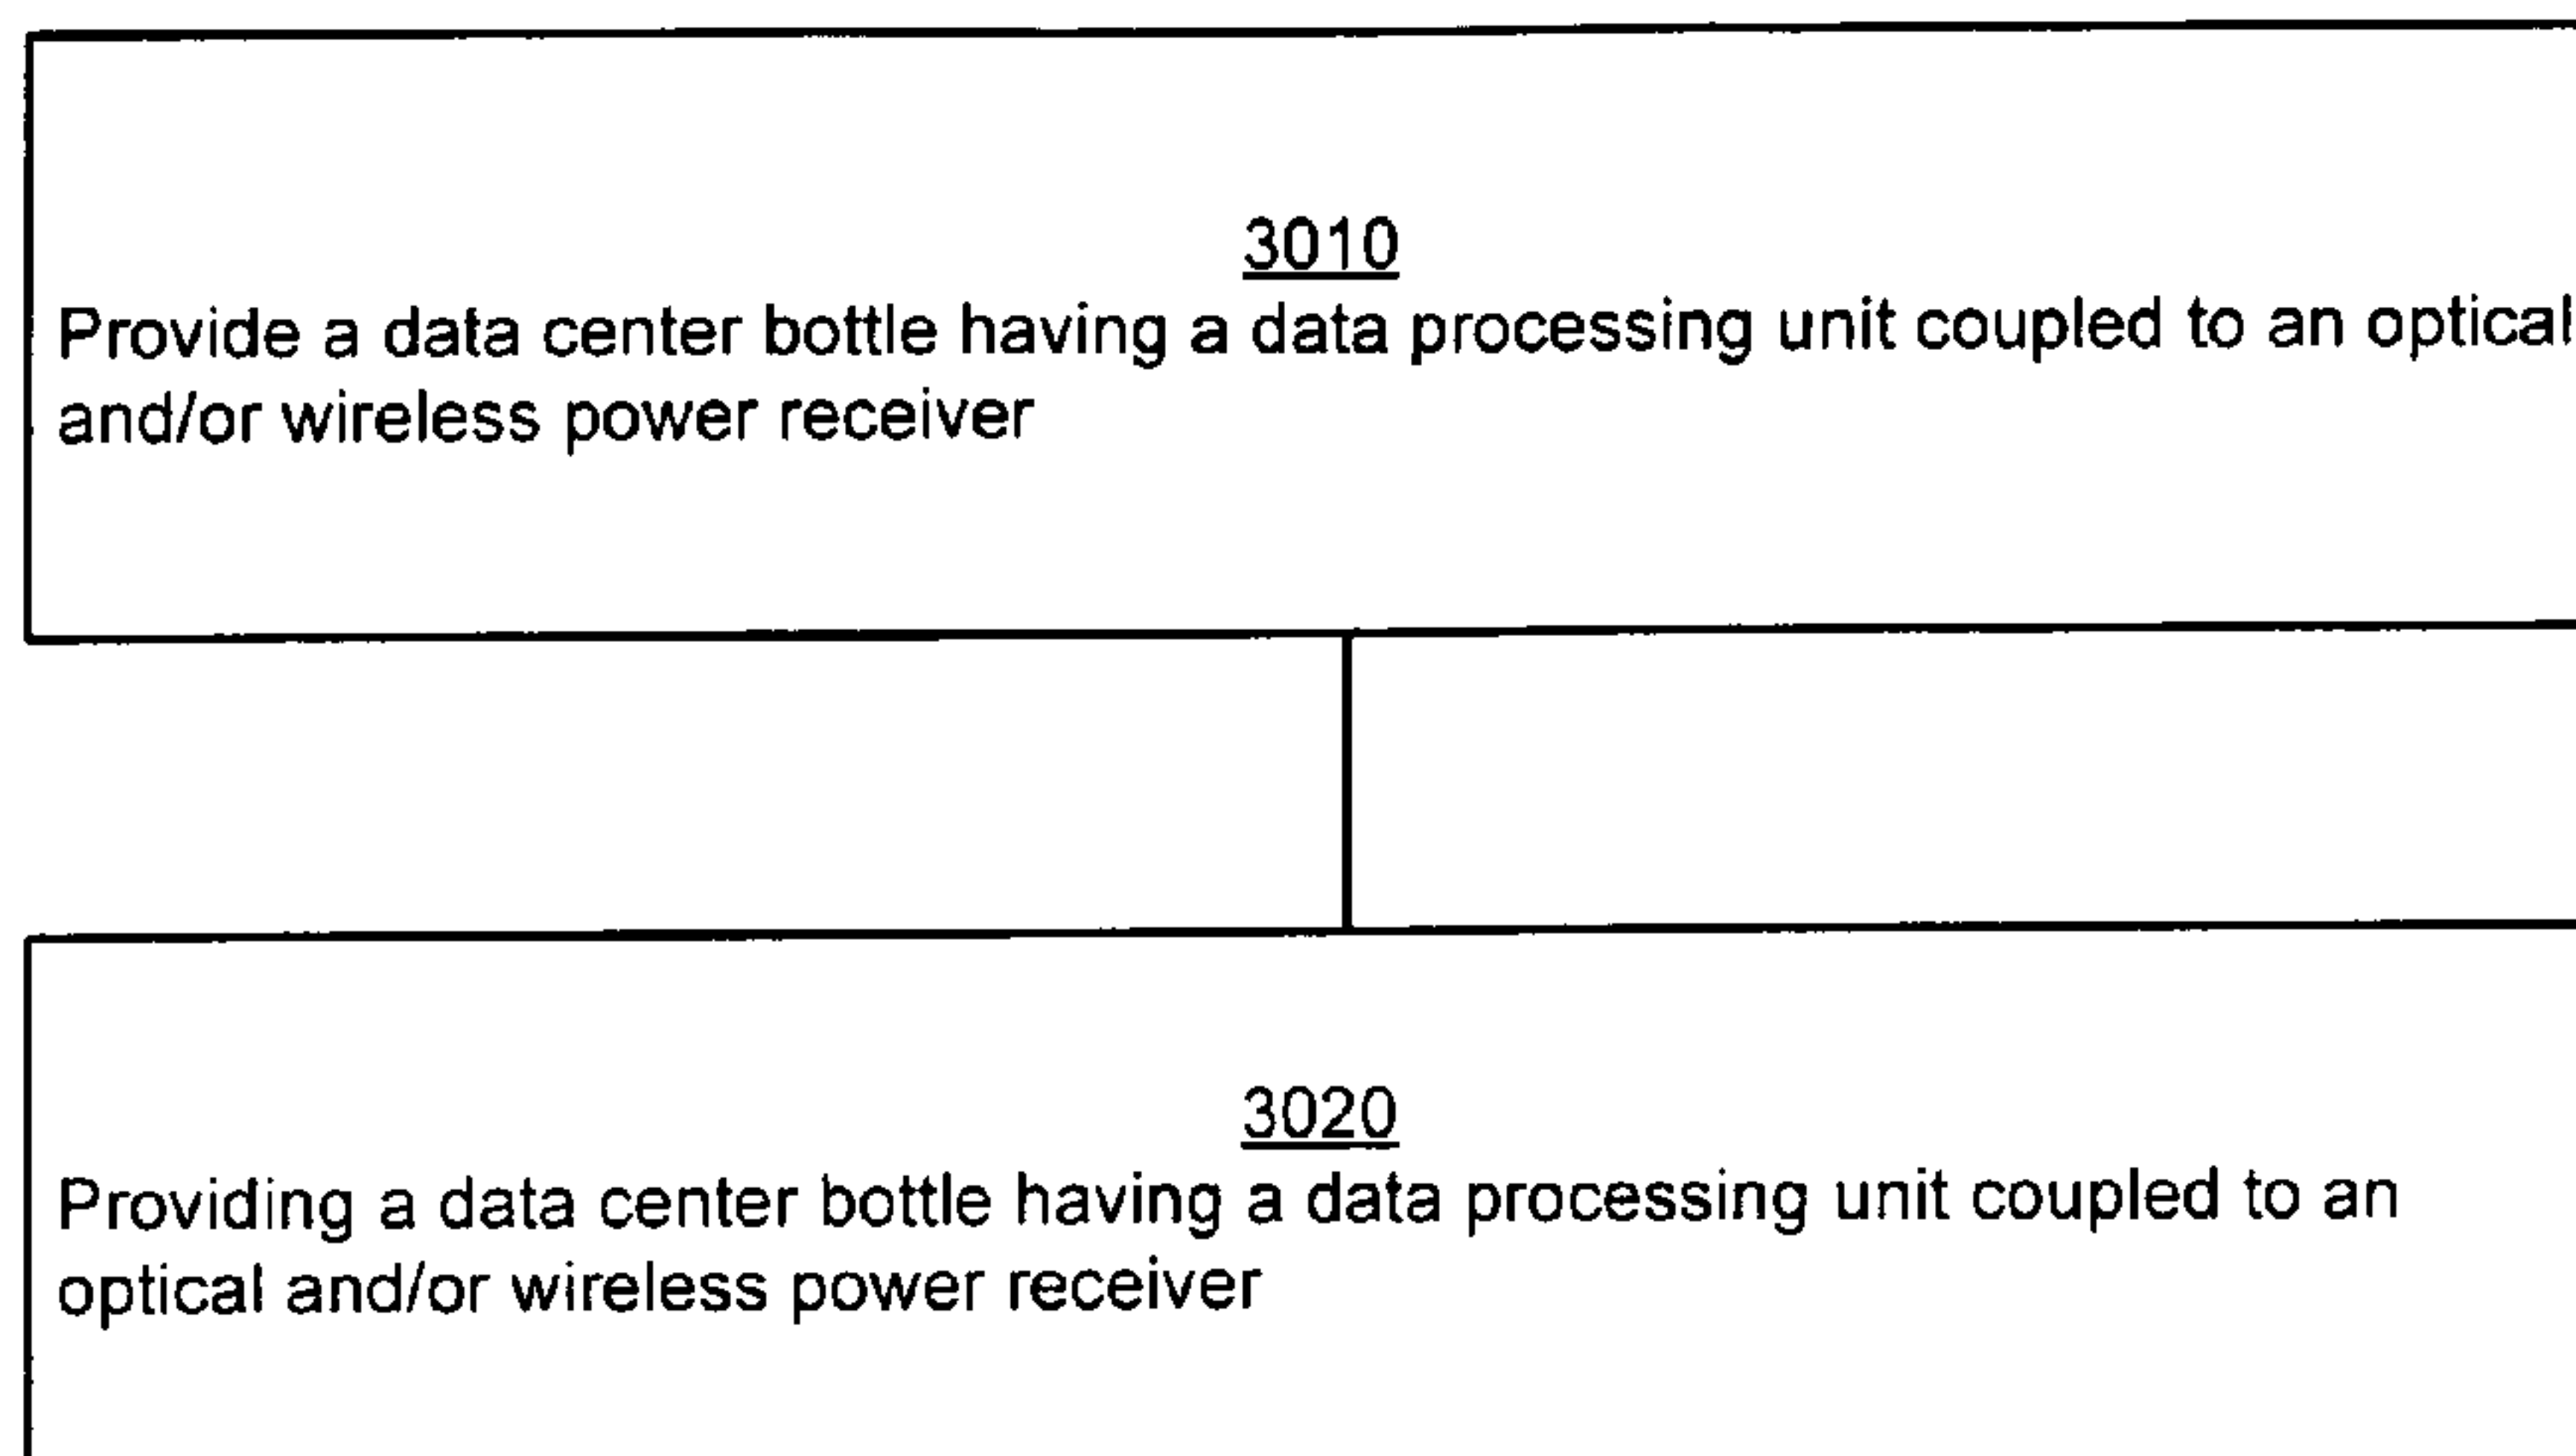 3010
Provide a data center bottle having a data processing unit coupled to an optical
and/or wireless power receiver
3020
Providing a data center bottle having a data processing unit coupled to an
optical and/or wireless power receiver